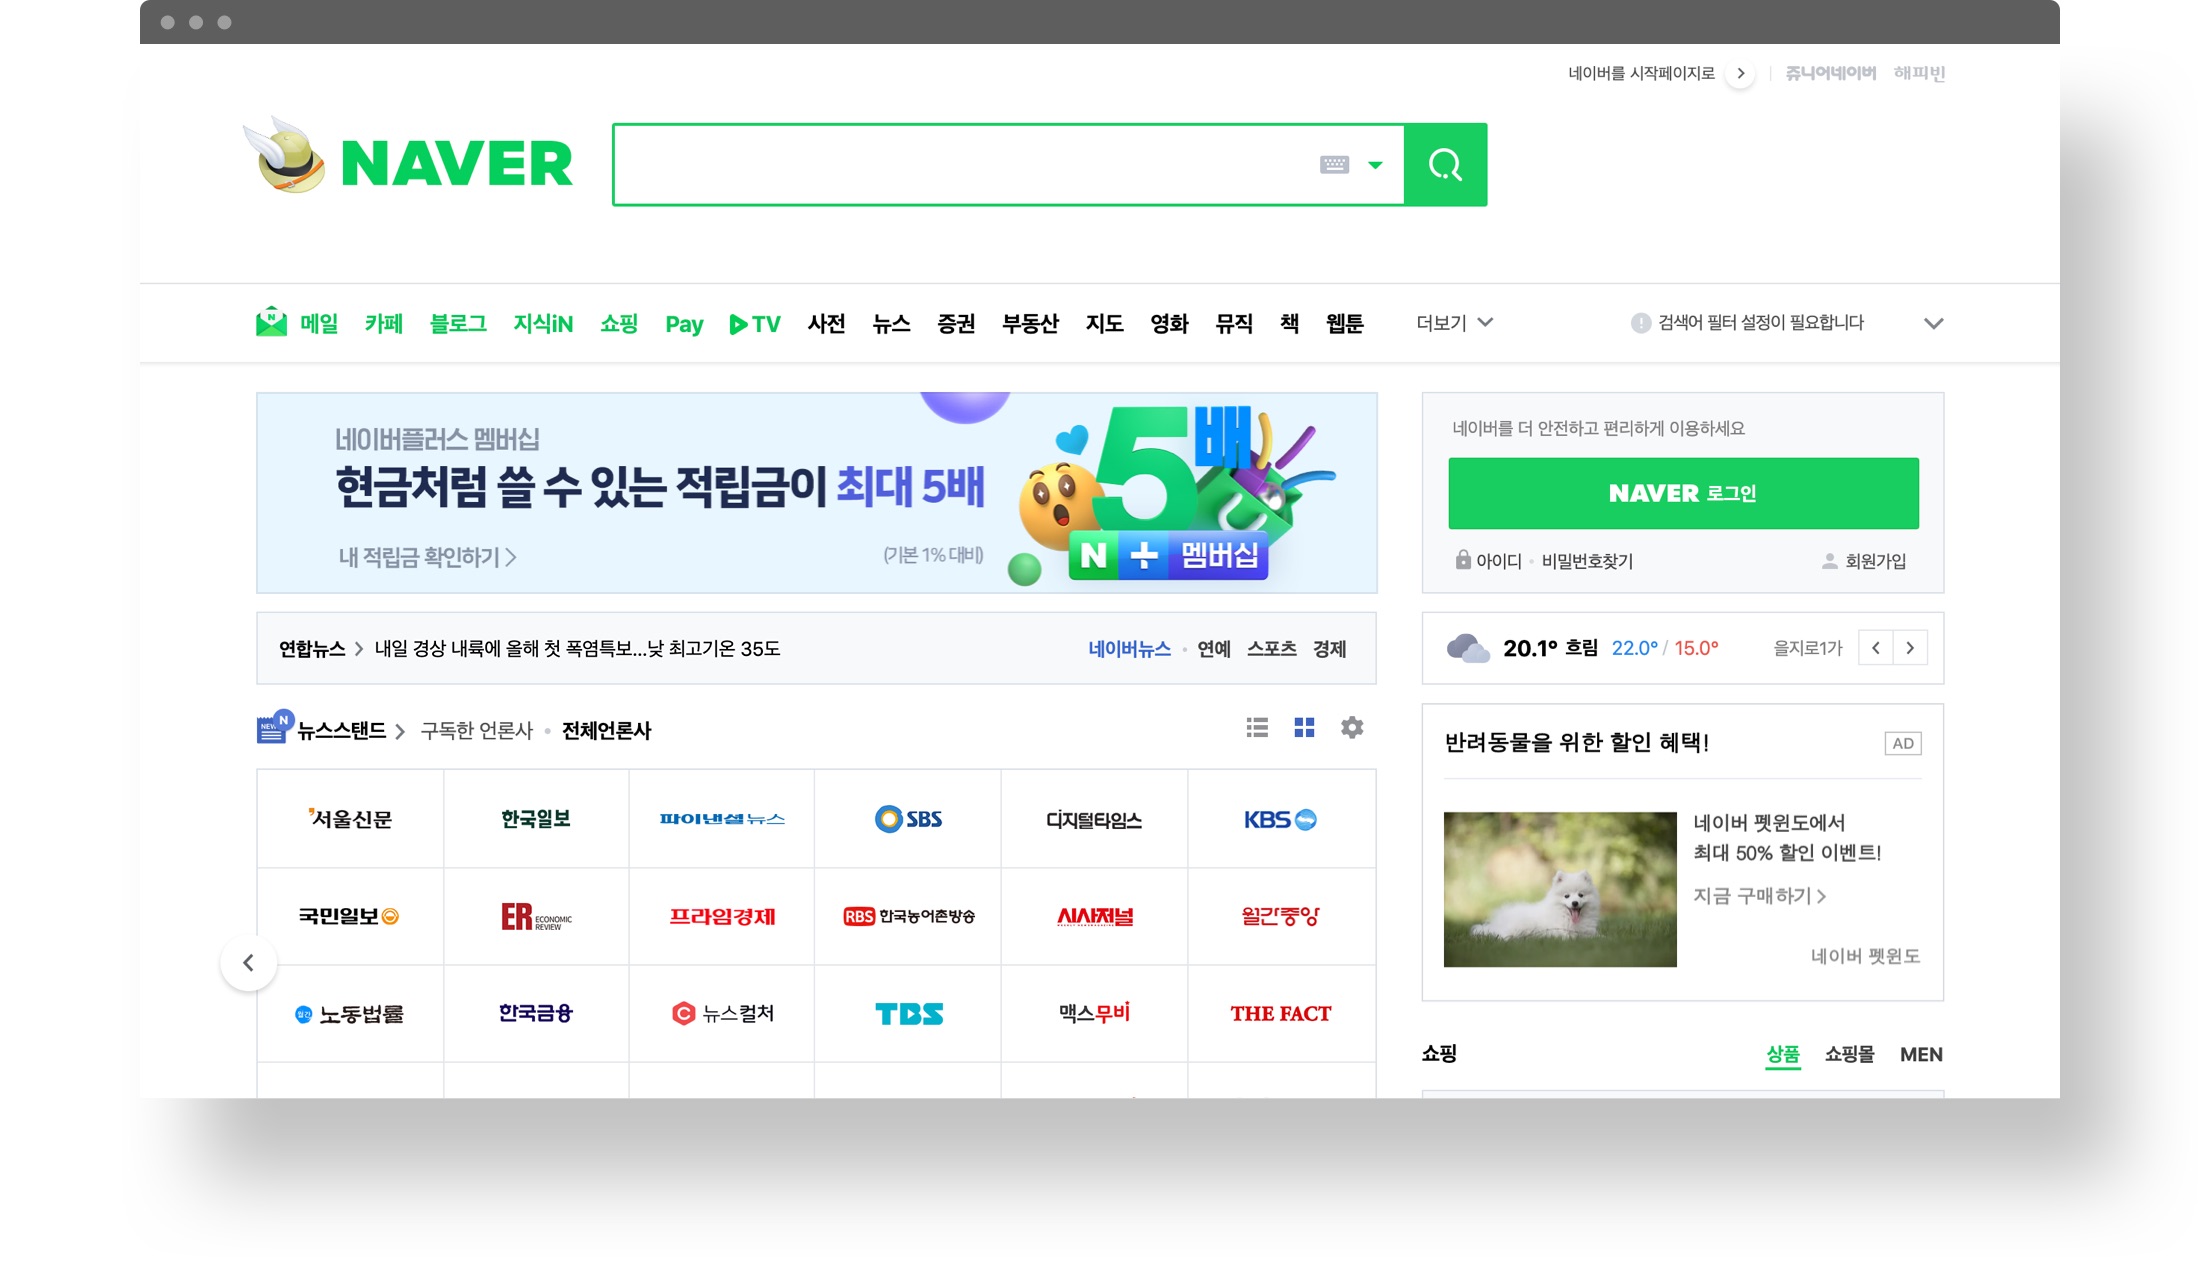 네이버를 시작페이지로 쥬니어네이버 해피빈
NAVER
메일 카페 블로그 지식iN 쇼핑 Pay TV 사전 뉴스 증권 부동산 지도 영화 뮤직 책 웹툰 더보기 검색어 필터 설정이 필요합니다
네이버플러스 멤버십
현금처럼 쓸 수 있는 적립금이 최대 5배
내 적립금 확인하기 (기본 1% 대비)
5배
N + 멤버십
네이버를 더 안전하고 편리하게 이용하세요
NAVER 로그인
아이디 · 비밀번호찾기 회원가입
연합뉴스 > 내일 경상 내륙에 올해 첫 폭염특보...낮 최고기온 35도 네이버뉴스 · 연예 스포츠 경제
20.1° 흐림 22.0° / 15.0° 을지로1가
NEW N 뉴스스탠드 > 구독한 언론사 · 전체언론사
서울신문 한국일보 파이낸셜뉴스 SBS 디지털타임스 KBS
국민일보 ER ECONOMIC REVIEW 프라임경제 RBS 한국농어촌방송 시사저널 월간중앙
월간 노동법률 한국금융 뉴스컬처 TBS 맥스무비 THE FACT
반려동물을 위한 할인 혜택! AD
네이버 펫윈도에서
최대 50% 할인 이벤트!
지금 구매하기 >
네이버 펫윈도
쇼핑 상품 쇼핑몰 MEN